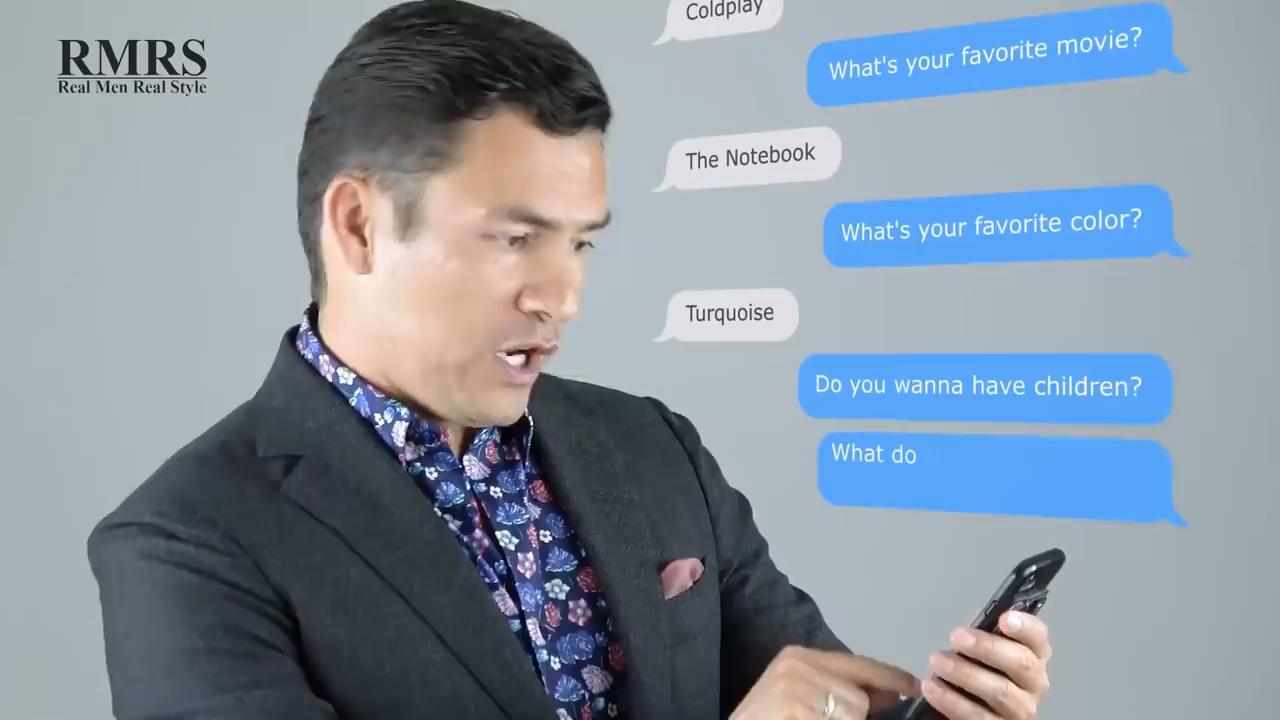 RMRS
Real Men Real Style
Coldplay
What's your favorite movie?
The Notebook
What's your favorite color?
Turquoise
Do you wanna have children?
What do